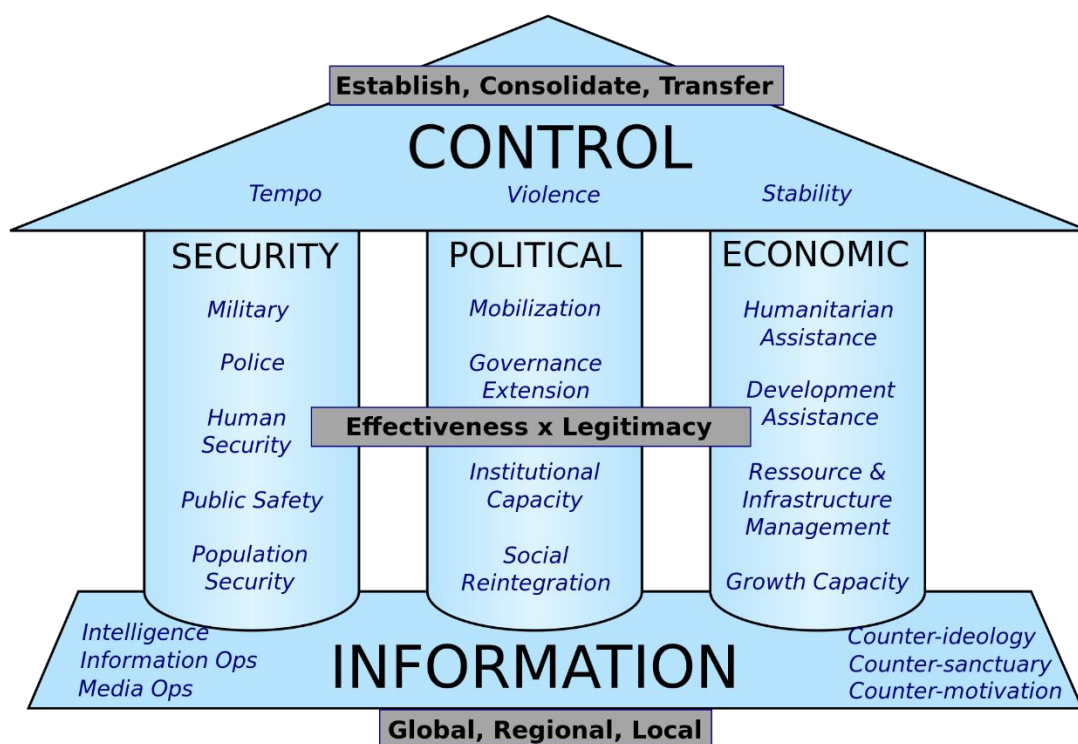 Establish, Consolidate, Transfer
CONTROL
Tempo
Violence
Stability
SECURITY
Military
Police
Human
Security
Public Safety
Population
Security
POLITICAL
Mobilization
Governance
Extension
Effectiveness x Legitimacy
Institutional
Capacity
Social
Reintegration
ECONOMIC
Humanitarian
Assistance
Development
Assistance
Ressource &
Infrastructure
Management
Growth Capacity
Intelligence
Information Ops
Media Ops
INFORMATION
Counter-ideology
Counter-sanctuary
Counter-motivation
Global, Regional, Local